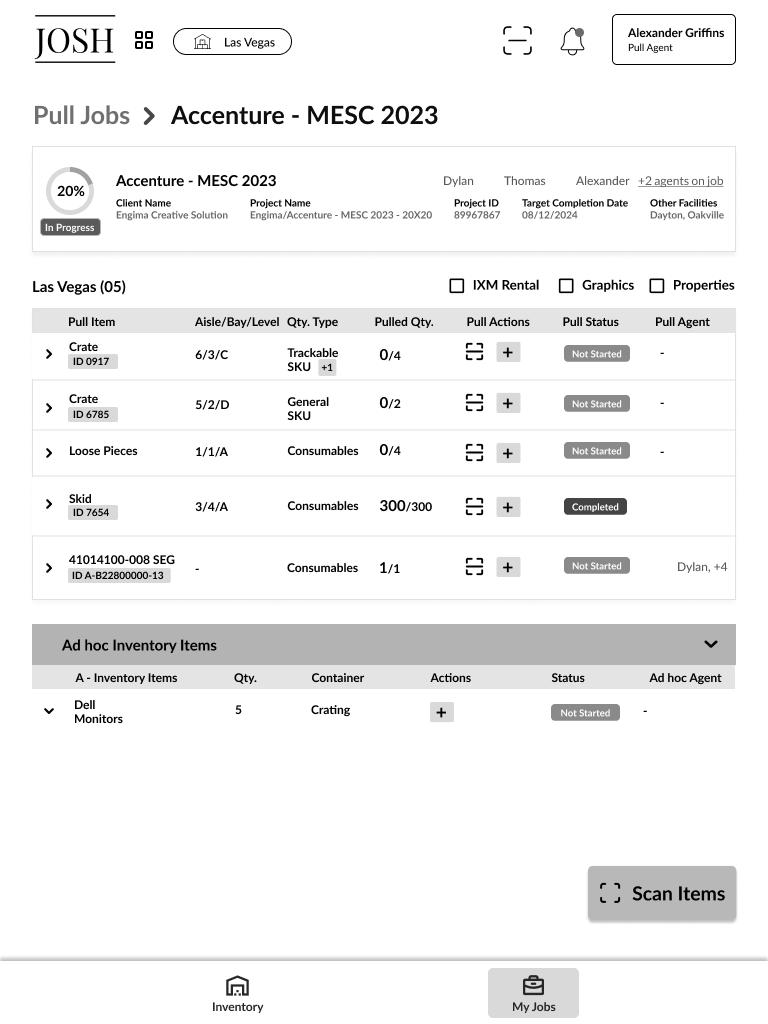 JOSH
Las Vegas
Alexander Griffins
Pull Agent
Pull Jobs Accenture - MESC 2023
20%
In Progress
Accenture - MESC 2023
Dylan Thomas Alexander +2 agents on job
Client Name Project Name Project ID Target Completion Date Other Facilities
Engima Creative Solution Engima/Accenture - MESC 2023 - 20X20 89967867 08/12/2024 Dayton, Oakville
Las Vegas (05) IXM Rental Graphics Properties
Pull Item Aisle/Bay/Level Qty. Type Pulled Qty. Pull Actions Pull Status Pull Agent
Crate
ID 0917
6/3/C
Trackable
SKU +1
0/4
+
Not Started
-
Crate
ID 6785
5/2/D
General
SKU
0/2
+
Not Started
-
Loose Pieces 1/1/A Consumables 0/4 + Not Started -
Skid
ID 7654
3/4/A Consumables 300/300 + Completed
41014100-008 SEG
ID A-B22800000-13
- Consumables 1/1 + Not Started Dylan, +4
Ad hoc Inventory Items
A - Inventory Items Qty. Container Actions Status Ad hoc Agent
Dell
Monitors
5 Crating + Not Started -
Scan Items
Inventory My Jobs